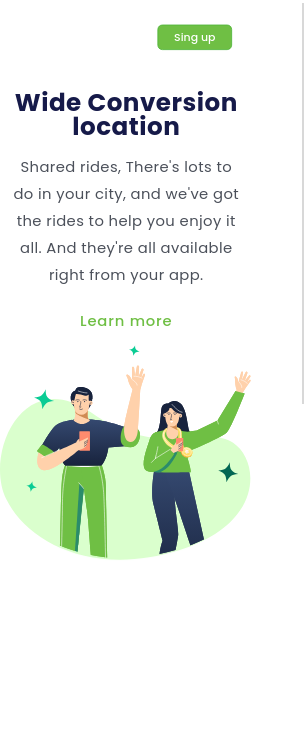 Sing up
Wide Conversion
location
Shared rides, There's lots to
do in your city, and we've got
the rides to help you enjoy it
all. And they're all available
right from your app.
Learn more